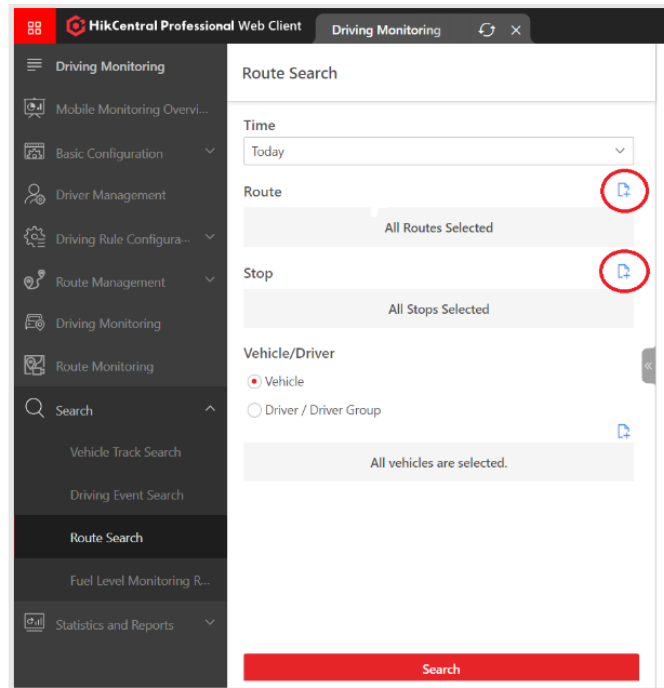 HikCentral Professional Web Client
Driving Monitoring
Driving Monitoring
Mobile Monitoring Overvi...
Basic Configuration
Driver Management
Driving Rule Configura...
Route Management
Driving Monitoring
Route Monitoring
Search
Vehicle Track Search
Driving Event Search
Route Search
Fuel Level Monitoring R...
Statistics and Reports
Route Search
Time
Today
Route
All Routes Selected
Stop
All Stops Selected
Vehicle/Driver
Vehicle
Driver / Driver Group
All vehicles are selected.
Search